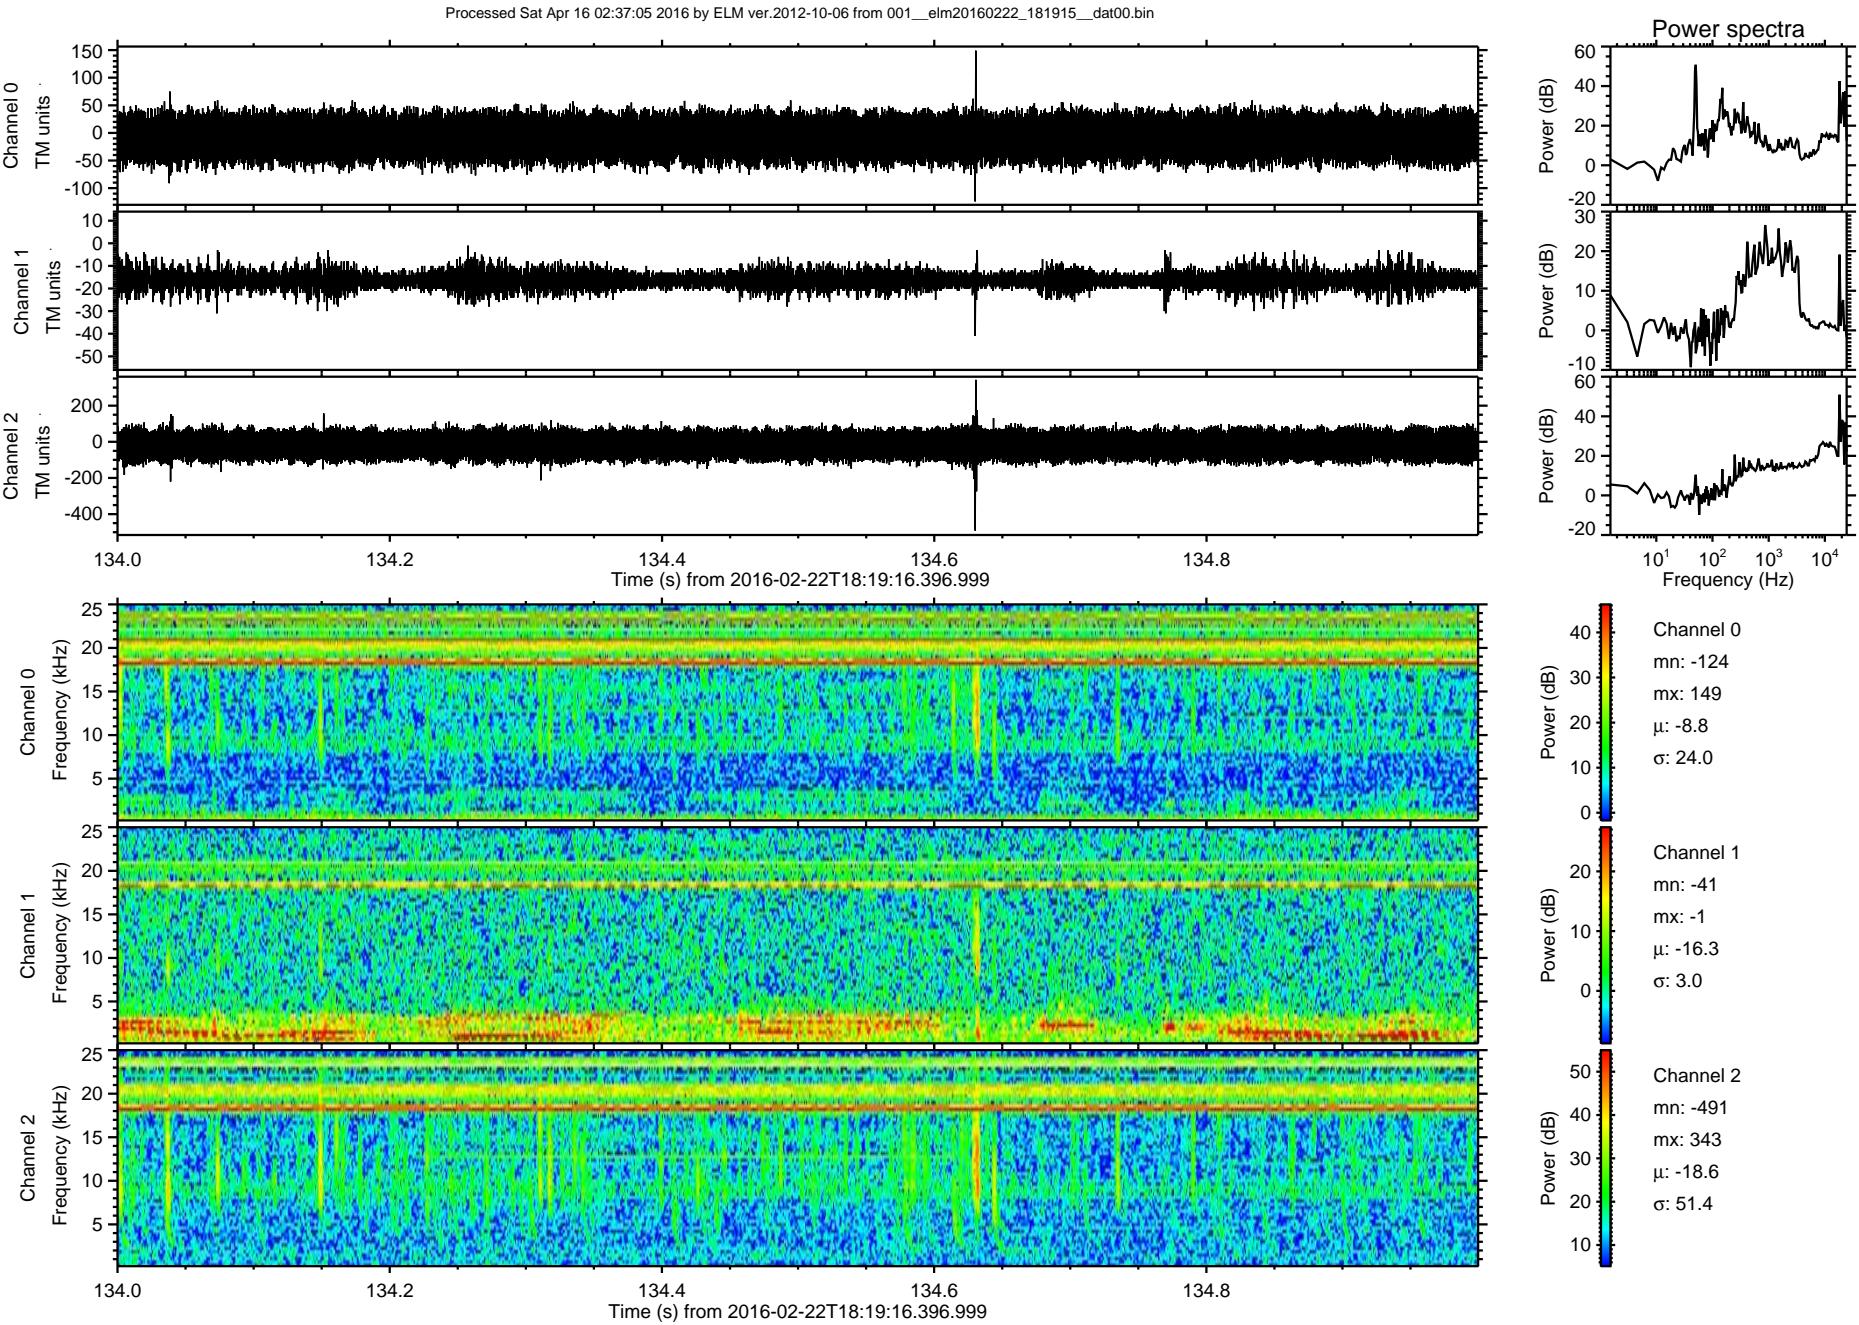 Processed Sat Apr 16 02:37:05 2016 by ELM ver.2012-10-06 from 001__elm20160222_181915__dat00.bin
Power spectra
Channel 0
TM units
150
100
50
0
-50
-100
Power (dB)
60
40
20
0
-20
Channel 1
TM units
10
0
-10
-20
-30
-40
-50
Power (dB)
30
20
10
0
-10
Channel 2
TM units
200
0
-200
-400
Power (dB)
60
40
20
0
-20
134.0 134.2 134.4 134.6 134.8
Time (s) from 2016-02-22T18:19:16.396.999
10¹ 10² 10³ 10⁴
Frequency (Hz)
Channel 0
Frequency (kHz)
25
20
15
10
5
Power (dB)
40
30
20
10
0
Channel 0
mn: -124
mx: 149
µ: -8.8
σ: 24.0
Channel 1
Frequency (kHz)
25
20
15
10
5
Power (dB)
20
10
0
Channel 1
mn: -41
mx: -1
µ: -16.3
σ: 3.0
Channel 2
Frequency (kHz)
25
20
15
10
5
Power (dB)
50
40
30
20
10
Channel 2
mn: -491
mx: 343
µ: -18.6
σ: 51.4
134.0 134.2 134.4 134.6 134.8
Time (s) from 2016-02-22T18:19:16.396.999